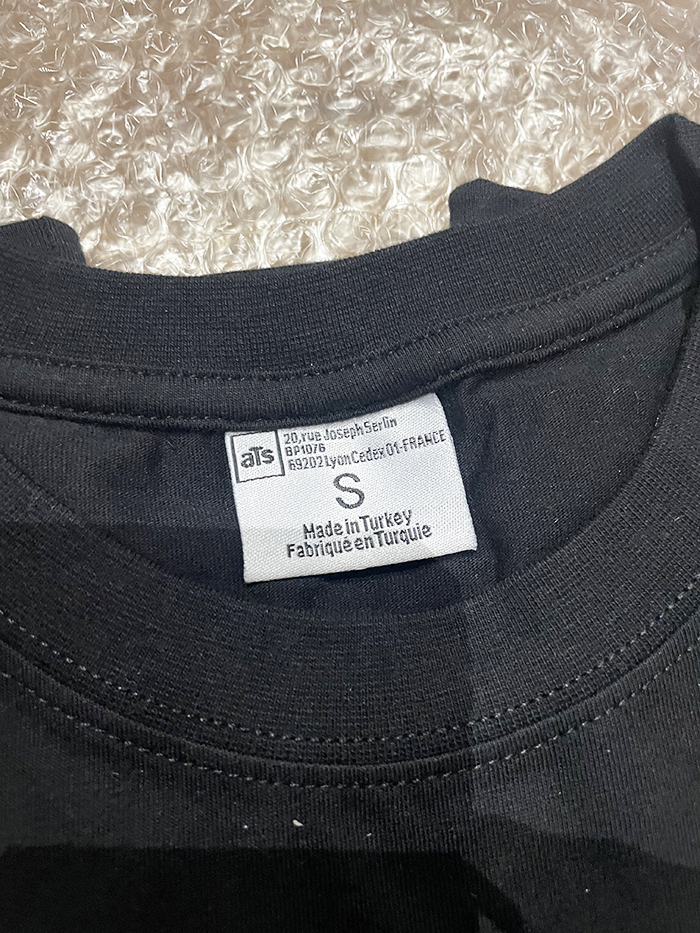 aTs
20,rue Joseph Serlin
BP1076
69202 Lyon Cedex 01-FRANCE
S
Made in Turkey
Fabriqué en Turquie